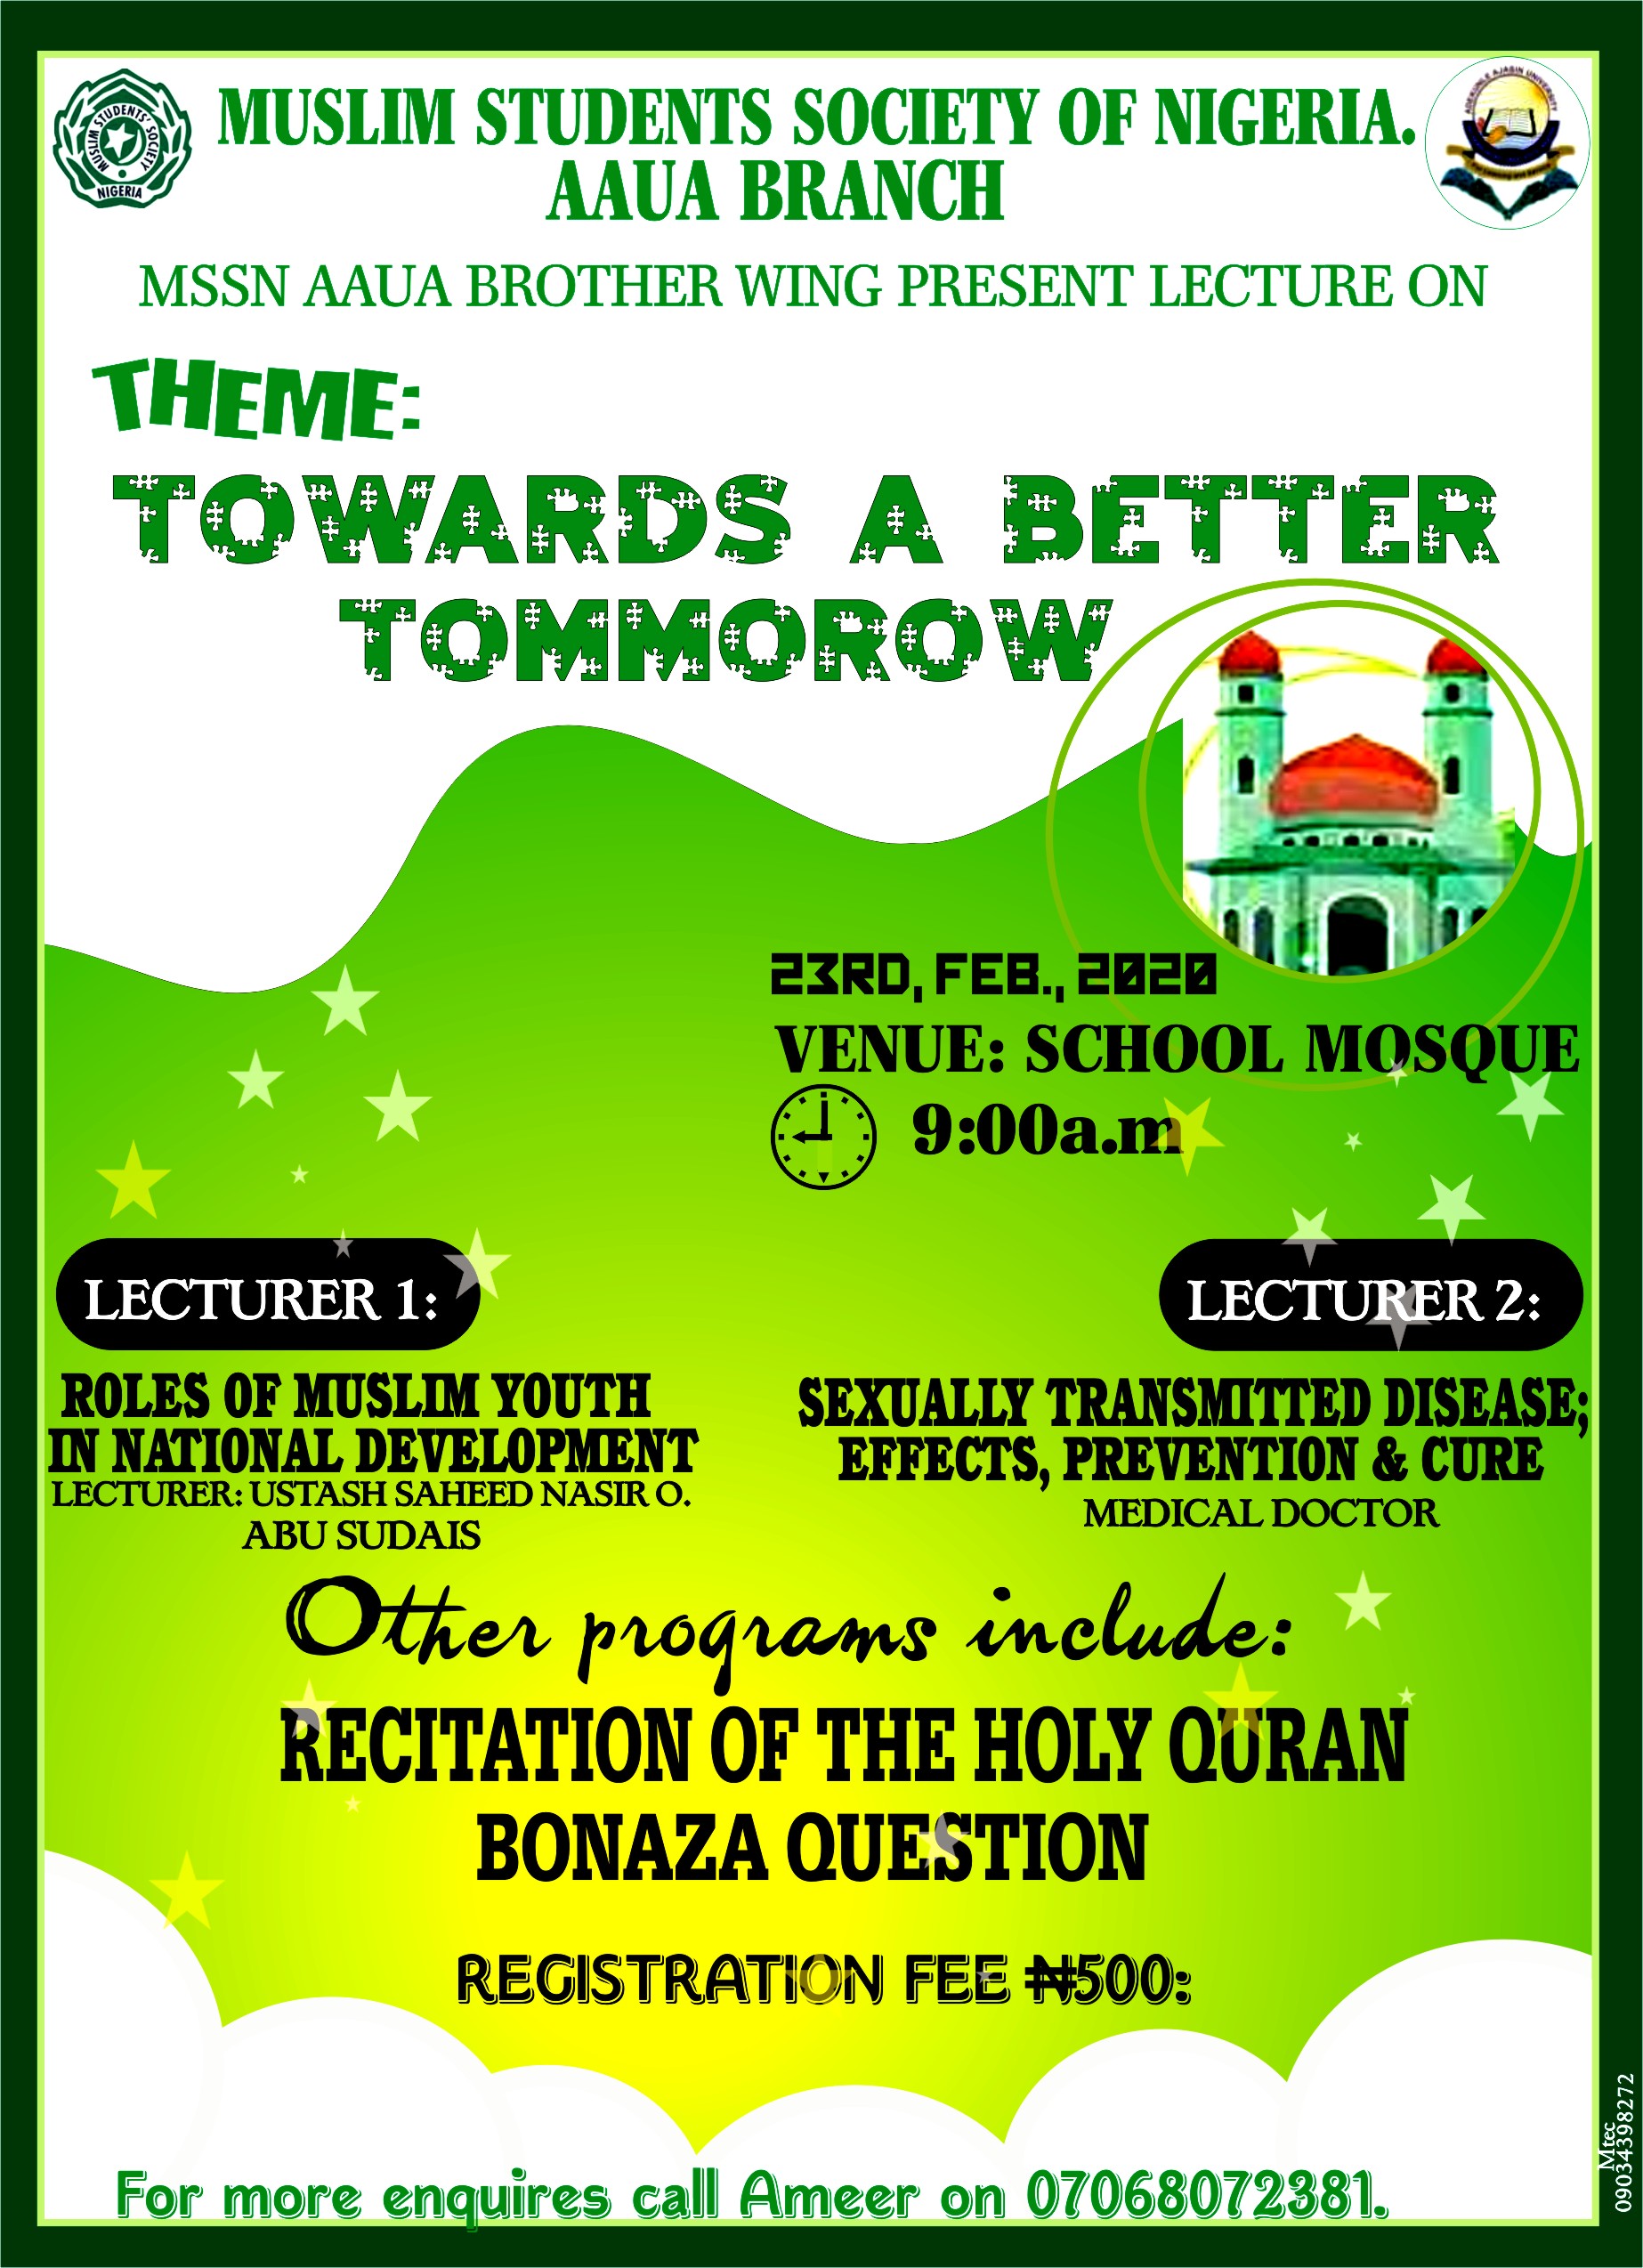 MUSLIM STUDENTS' SOCIETY
NIGERIA
MUSLIM STUDENTS SOCIETY OF NIGERIA.
AAUA BRANCH
MSSN AAUA BROTHER WING PRESENT LECTURE ON
THEME:
TOWARDS A BETTER
TOMMOROW
23RD, FEB., 2020
VENUE: SCHOOL MOSQUE
9:00a.m
LECTURER 1:
ROLES OF MUSLIM YOUTH
IN NATIONAL DEVELOPMENT
LECTURER: USTASH SAHEED NASIR O.
ABU SUDAIS
LECTURER 2:
SEXUALLY TRANSMITTED DISEASE;
EFFECTS, PREVENTION & CURE
MEDICAL DOCTOR
Other programs include:
RECITATION OF THE HOLY QURAN
BONAZA QUESTION
REGISTRATION FEE ₦500:
For more enquires call Ameer on 07068072381.
Mtec
09034398272